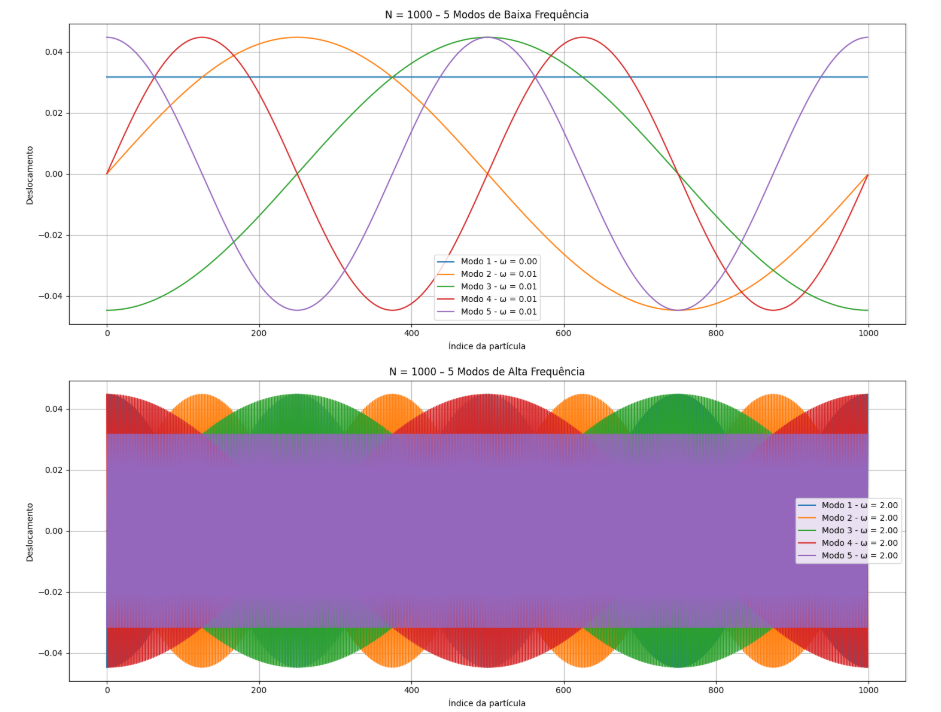 N = 1000 – 5 Modos de Baixa Frequência
Deslocamento
0.04
0.02
0.00
−0.02
−0.04
Modo 1 - ω = 0.00
Modo 2 - ω = 0.01
Modo 3 - ω = 0.01
Modo 4 - ω = 0.01
Modo 5 - ω = 0.01
0 200 400 600 800 1000
Índice da partícula
N = 1000 – 5 Modos de Alta Frequência
Deslocamento
0.04
0.02
0.00
−0.02
−0.04
Modo 1 - ω = 2.00
Modo 2 - ω = 2.00
Modo 3 - ω = 2.00
Modo 4 - ω = 2.00
Modo 5 - ω = 2.00
0 200 400 600 800 1000
Índice da partícula